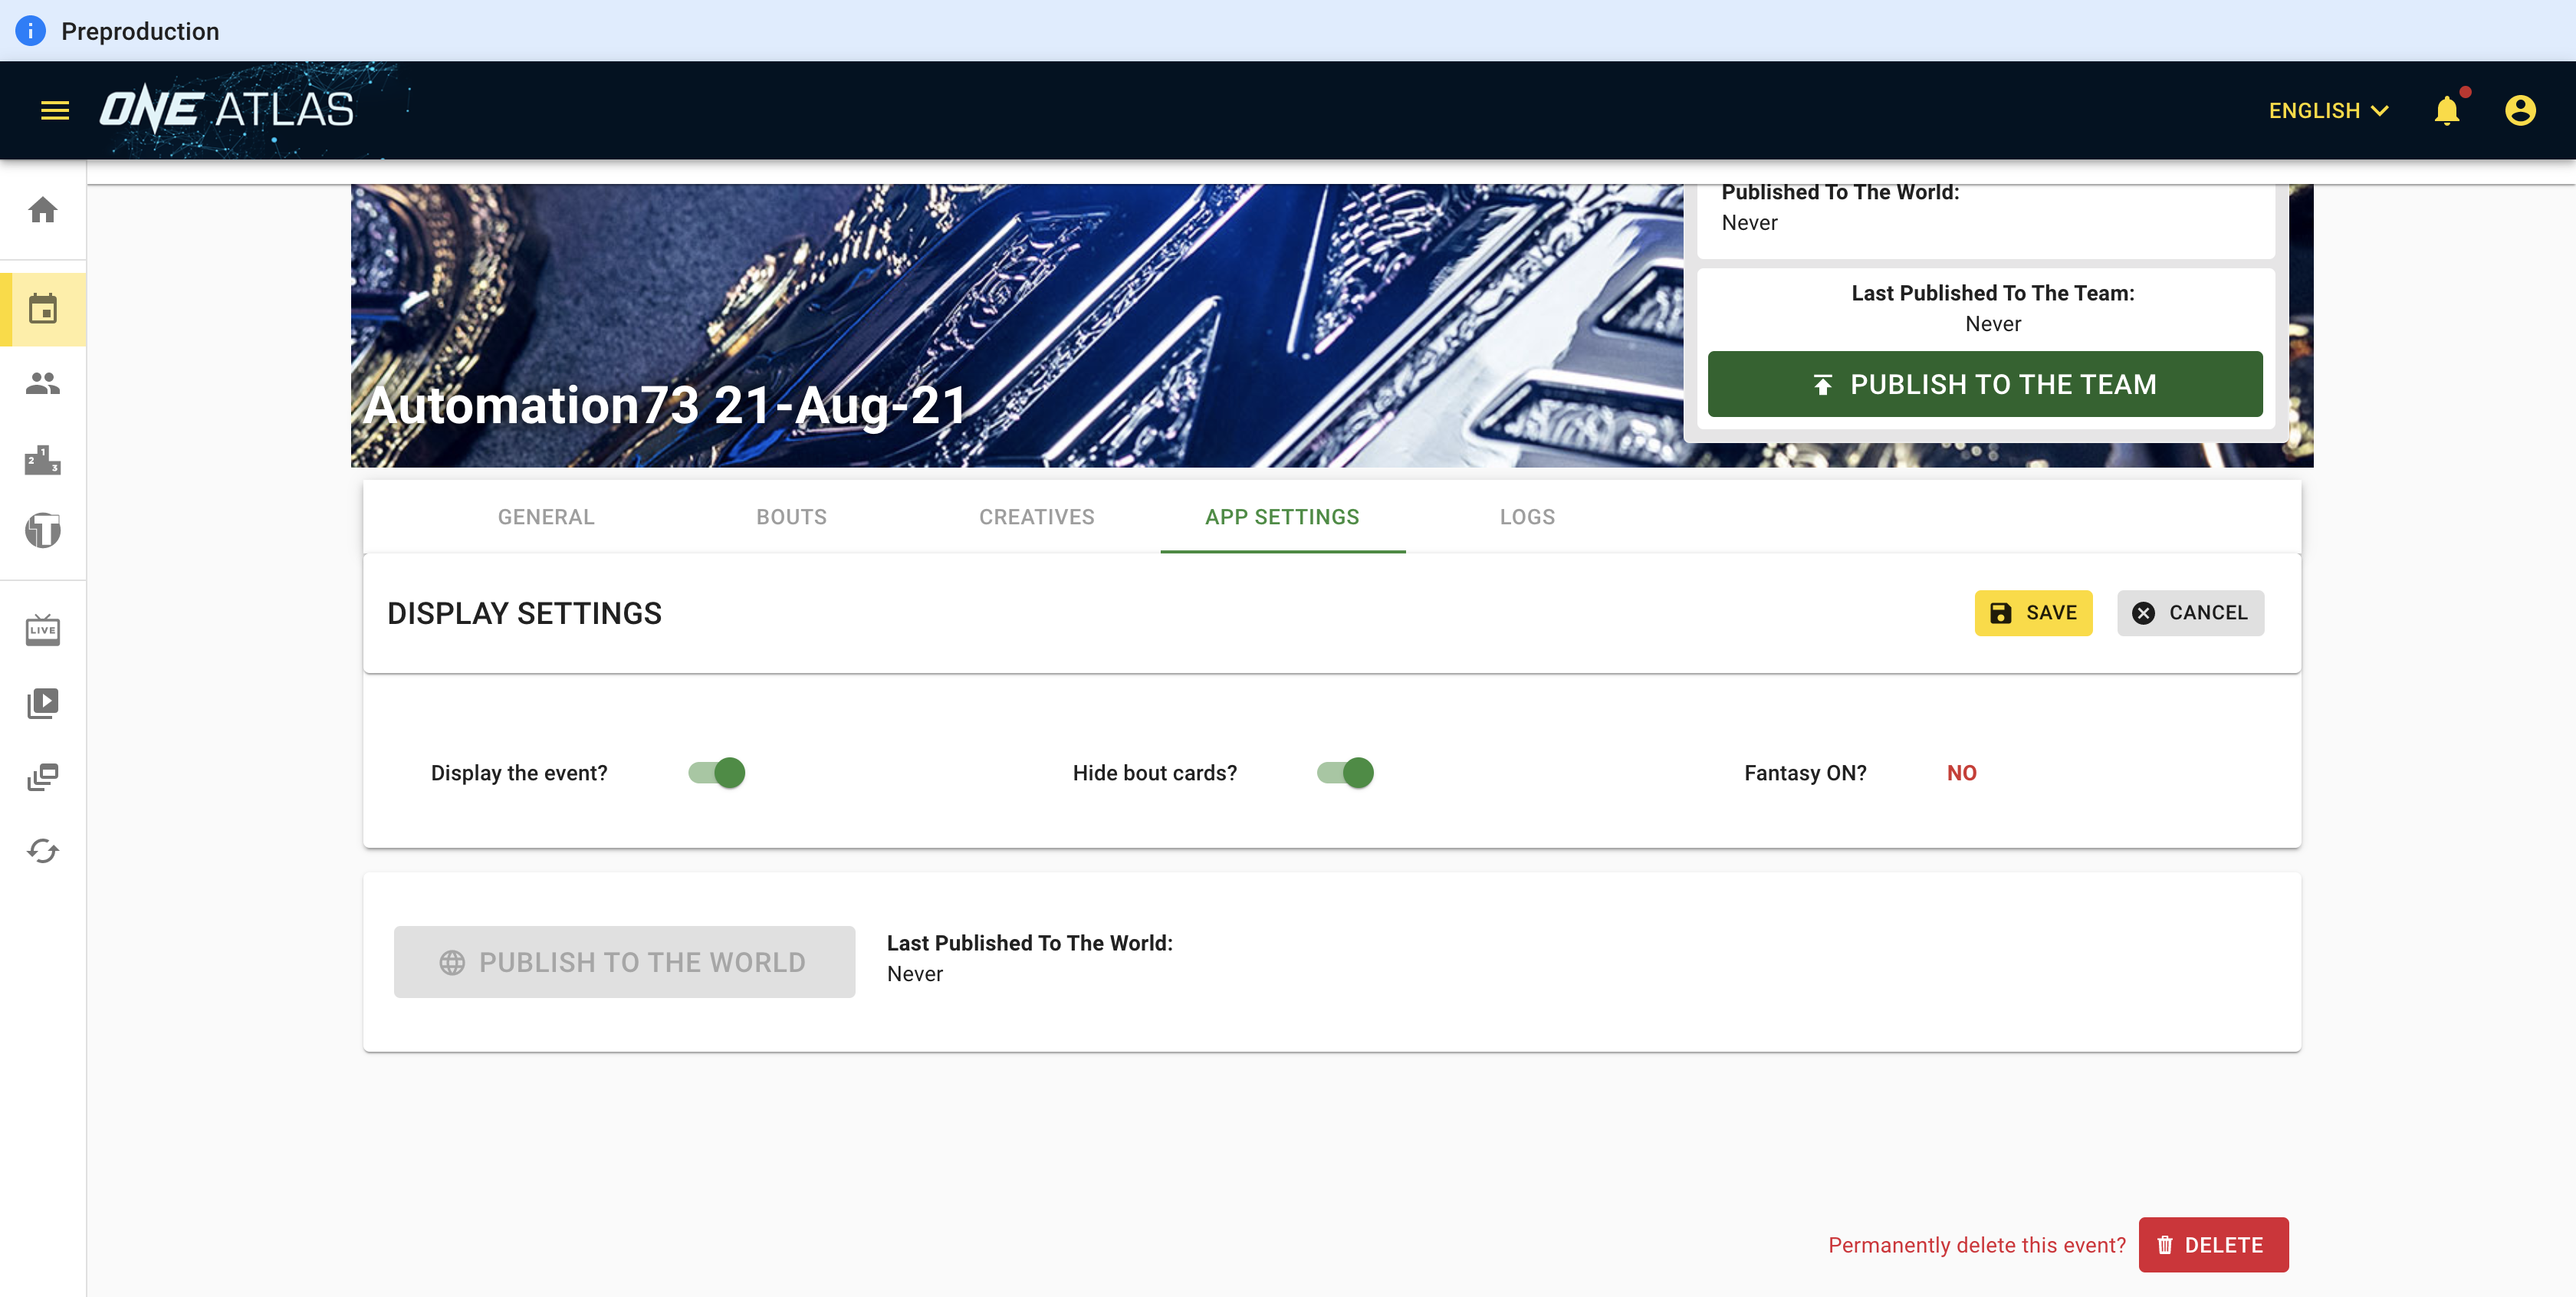 Preproduction
ONE ATLAS
ENGLISH
Published To The World:
Never
Last Published To The Team:
Never
PUBLISH TO THE TEAM
Automation73 21-Aug-21
GENERAL
BOUTS
CREATIVES
APP SETTINGS
LOGS
DISPLAY SETTINGS
SAVE
CANCEL
Display the event?
Hide bout cards?
Fantasy ON?
NO
PUBLISH TO THE WORLD
Last Published To The World:
Never
Permanently delete this event?
DELETE
2 1 3
T
LIVE